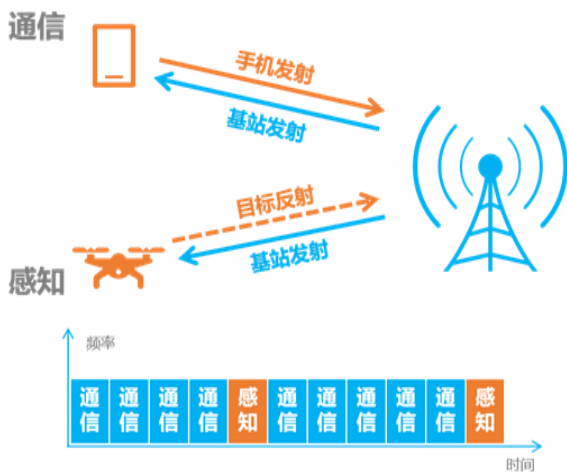 通信
手机发射
基站发射
目标反射
基站发射
感知
频率
通信 通信 通信 通信 感知 通信 通信 通信 通信 通信 感知
时间